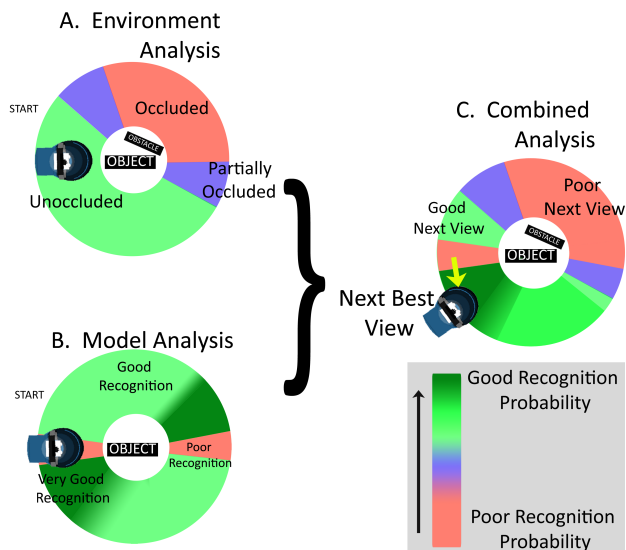 A.  Environment
Analysis
START
Occluded
OBSTACLE
OBJECT
Partially
Occluded
Unoccluded
B.  Model Analysis
Good
Recognition
START
OBJECT
Poor
Recognition
Very Good
Recognition
C.  Combined
Analysis
Poor
Next View
Good
Next View
OBSTACLE
OBJECT
Next Best
View
Good Recognition
Probability
Poor Recognition
Probability